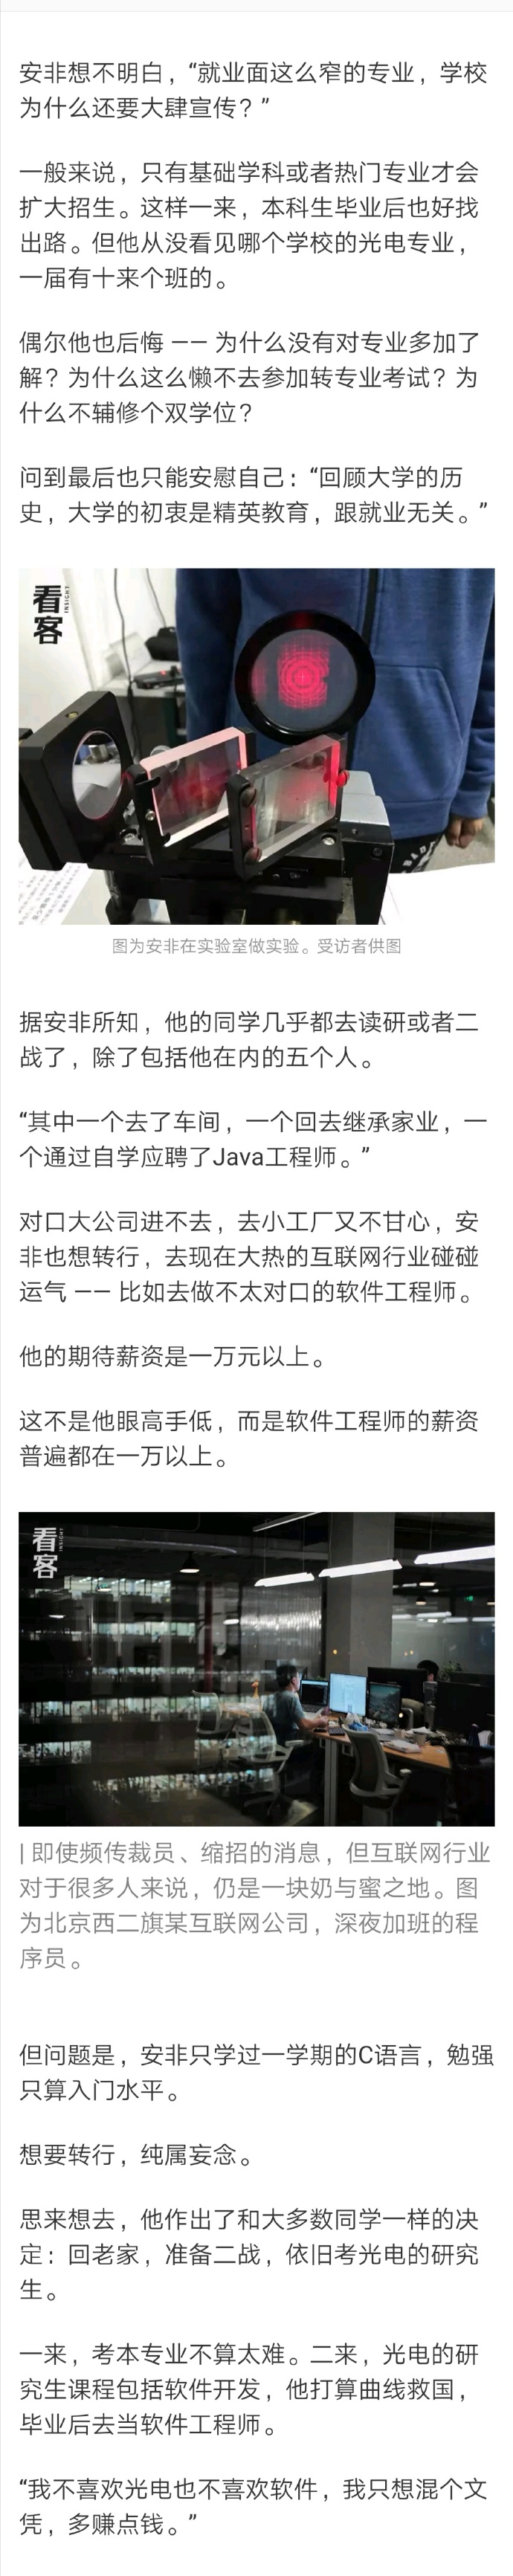 安非想不明白，“就业面这么窄的专业，学校
为什么还要大肆宣传？”
一般来说，只有基础学科或者热门专业才会
扩大招生。这样一来，本科生毕业后也好找
出路。但他从没看见哪个学校的光电专业，
一届有十来个班的。
偶尔他也后悔 —— 为什么没有对专业多加了
解？为什么这么懒不去参加转专业考试？为
什么不辅修个双学位？
问到最后也只能安慰自己：“回顾大学的历
史，大学的初衷是精英教育，跟就业无关。”
看客
INSIGHT
图为安非在实验室做实验。受访者供图
据安非所知，他的同学几乎都去读研或者二
战了，除了包括他在内的五个人。
“其中一个去了车间，一个回去继承家业，一
个通过自学应聘了Java工程师。”
对口大公司进不去，去小工厂又不甘心，安
非也想转行，去现在大热的互联网行业碰碰
运气 —— 比如去做不太对口的软件工程师。
他的期待薪资是一万元以上。
这不是他眼高手低，而是软件工程师的薪资
普遍都在一万以上。
看客
INSIGHT
| 即使频传裁员、缩招的消息，但互联网行业
对于很多人来说，仍是一块奶与蜜之地。图
为北京西二旗某互联网公司，深夜加班的程
序员。
但问题是，安非只学过一学期的C语言，勉强
只算入门水平。
想要转行，纯属妄念。
思来想去，他作出了和大多数同学一样的决
定：回老家，准备二战，依旧考光电的研究
生。
一来，考本专业不算太难。二来，光电的研
究生课程包括软件开发，他打算曲线救国，
毕业后去当软件工程师。
“我不喜欢光电也不喜欢软件，我只想混个文
凭，多赚点钱。”